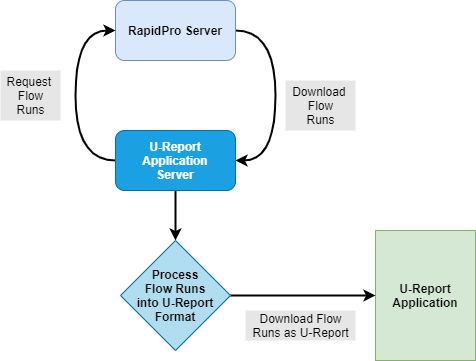 RapidPro Server
Request
Flow
Runs
Download
Flow
Runs
U-Report
Application
Server
Process
Flow Runs
into U-Report
Format
U-Report
Application
Download Flow
Runs as U-Report